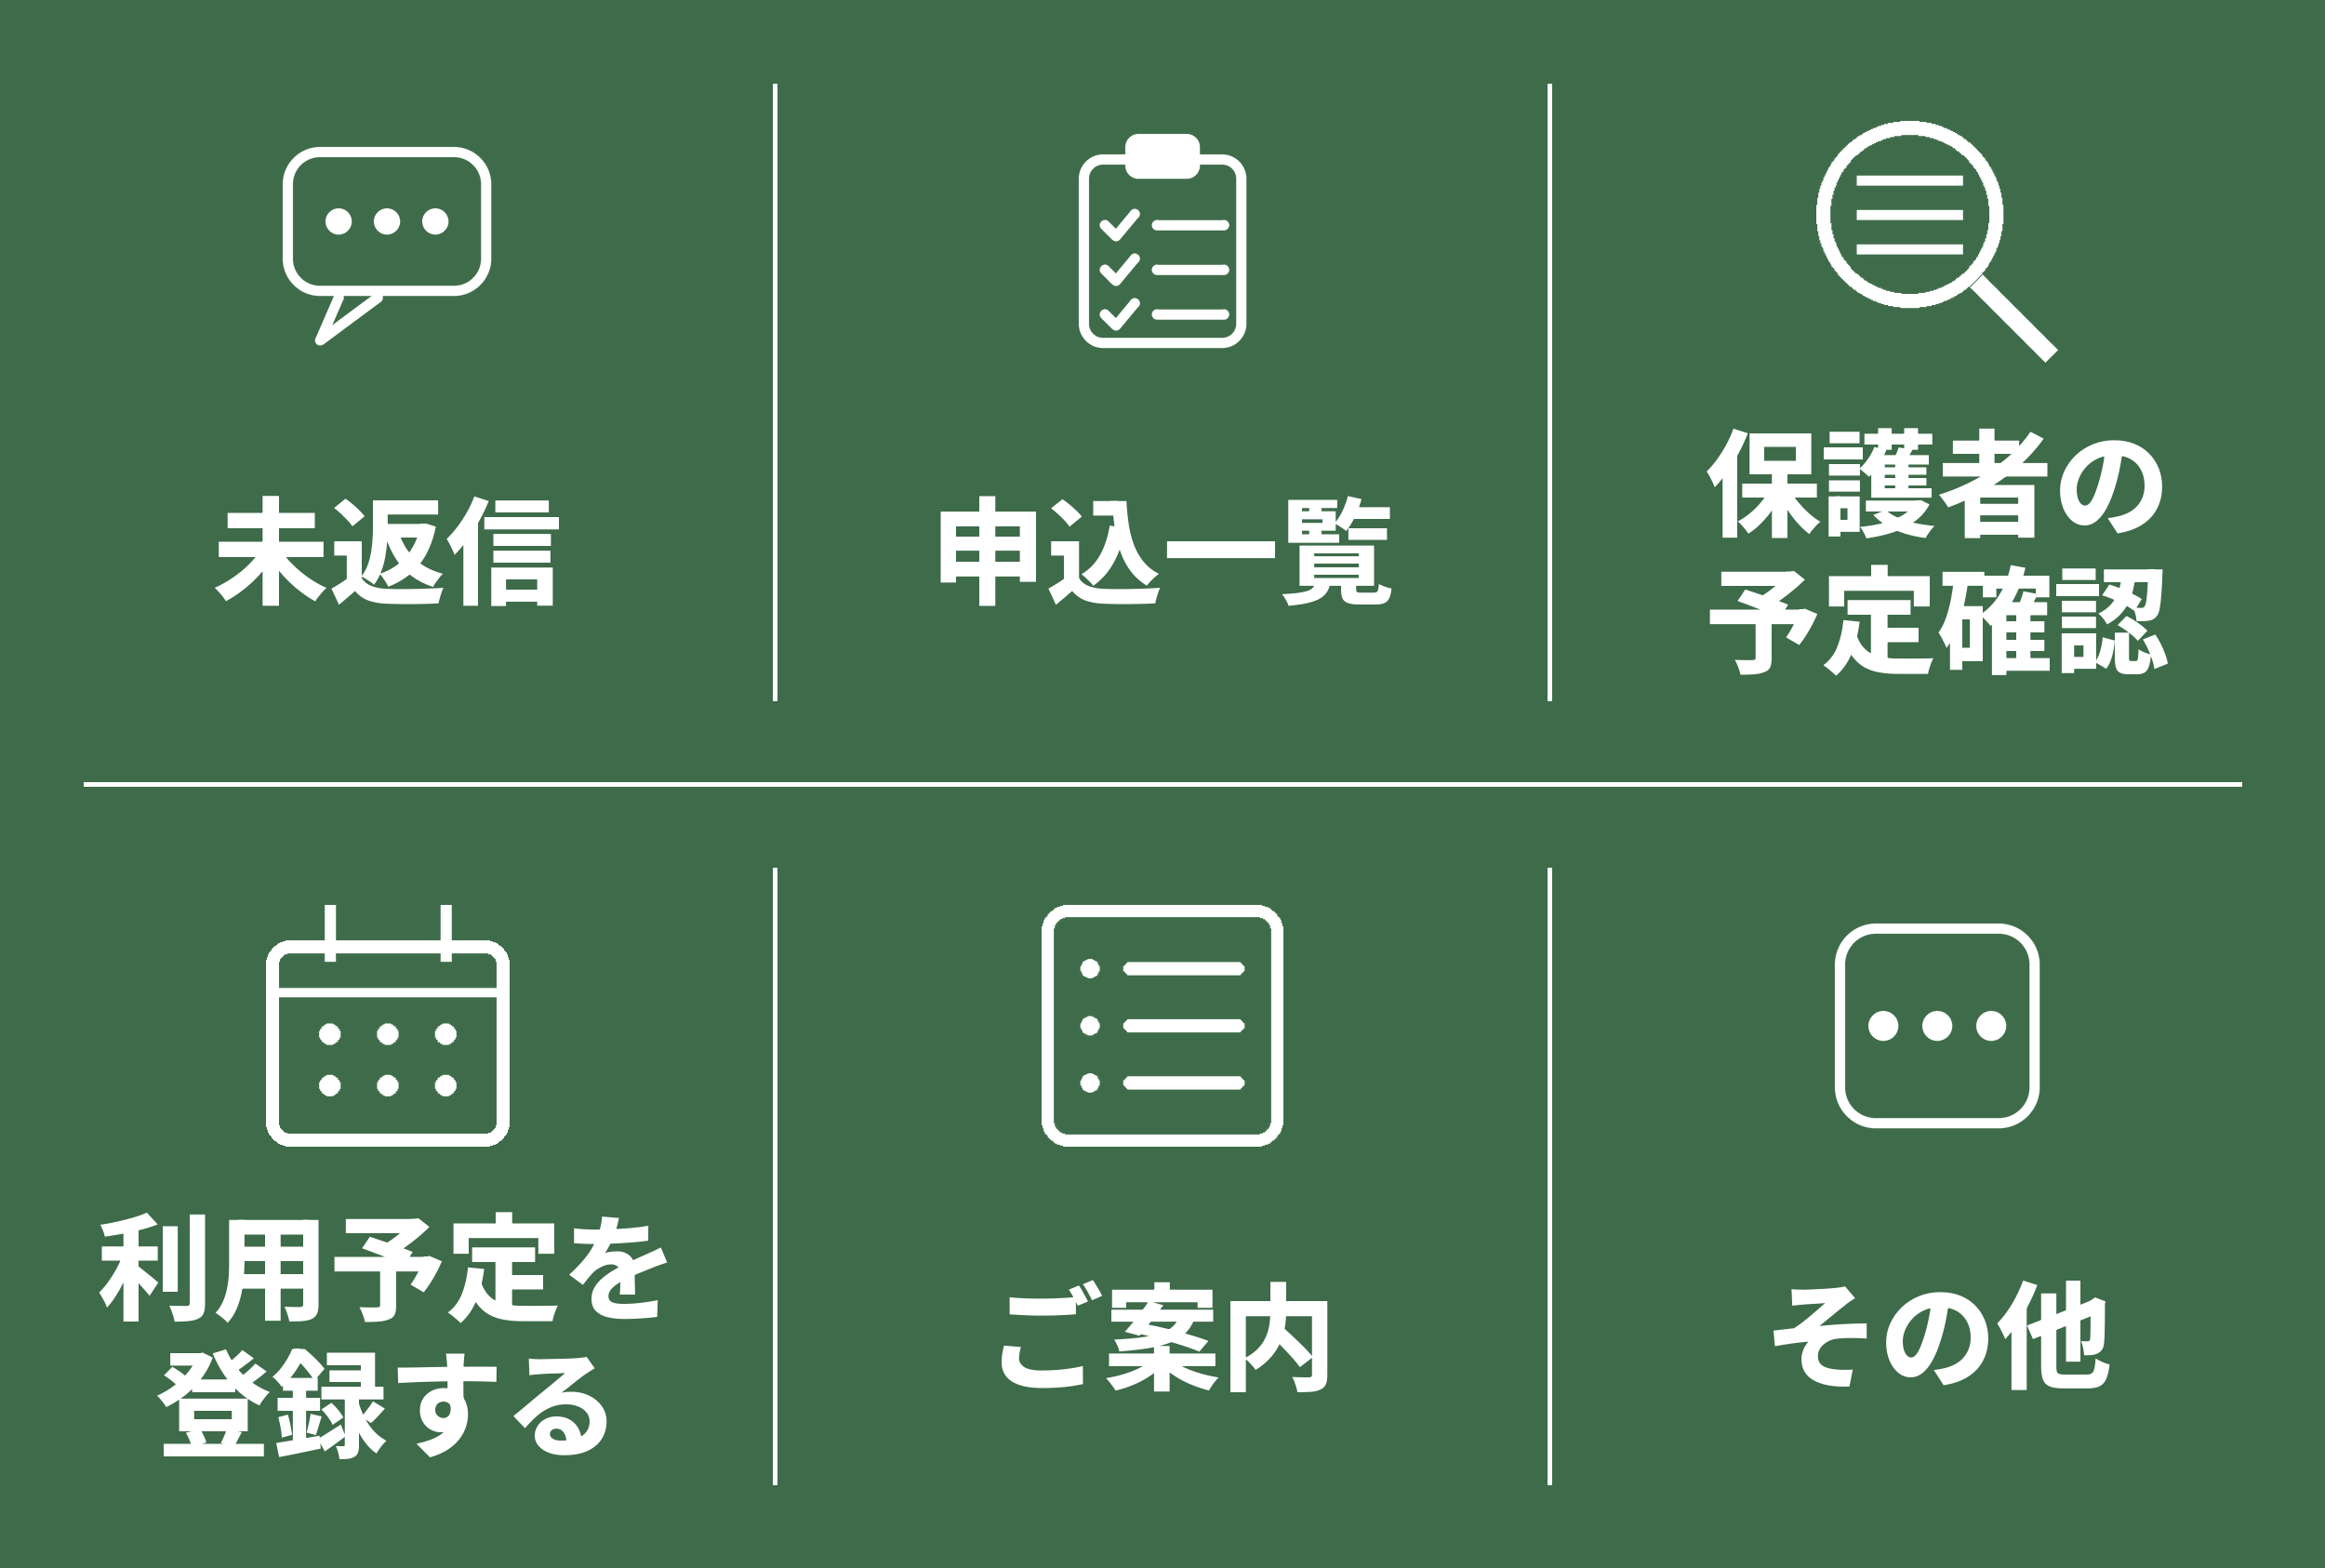 未返信
申込一覧
保護者の
予定確認
利用予定を
登録する
ご案内
その他